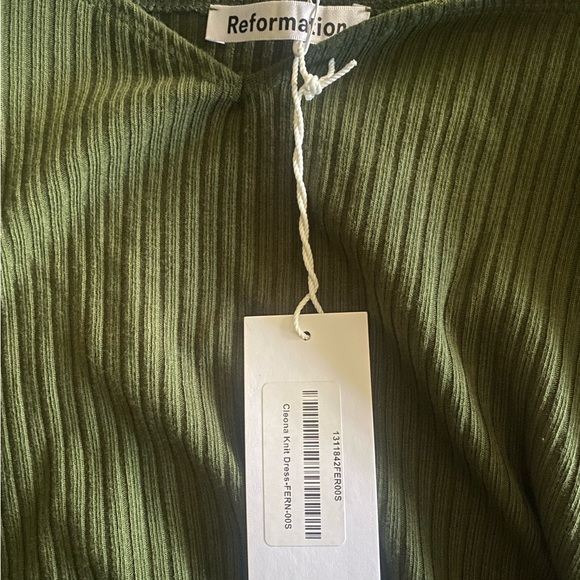 Reformation
1311842FER00S
Cleona Knit Dress-FERN-00S